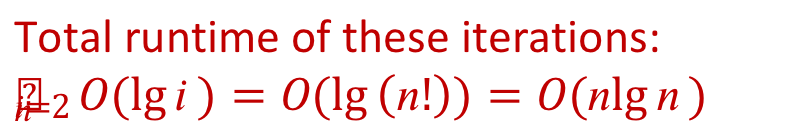 Total runtime of these iterations:
=2 O(lg i) = O(lg (n!)) = O(nlg n)